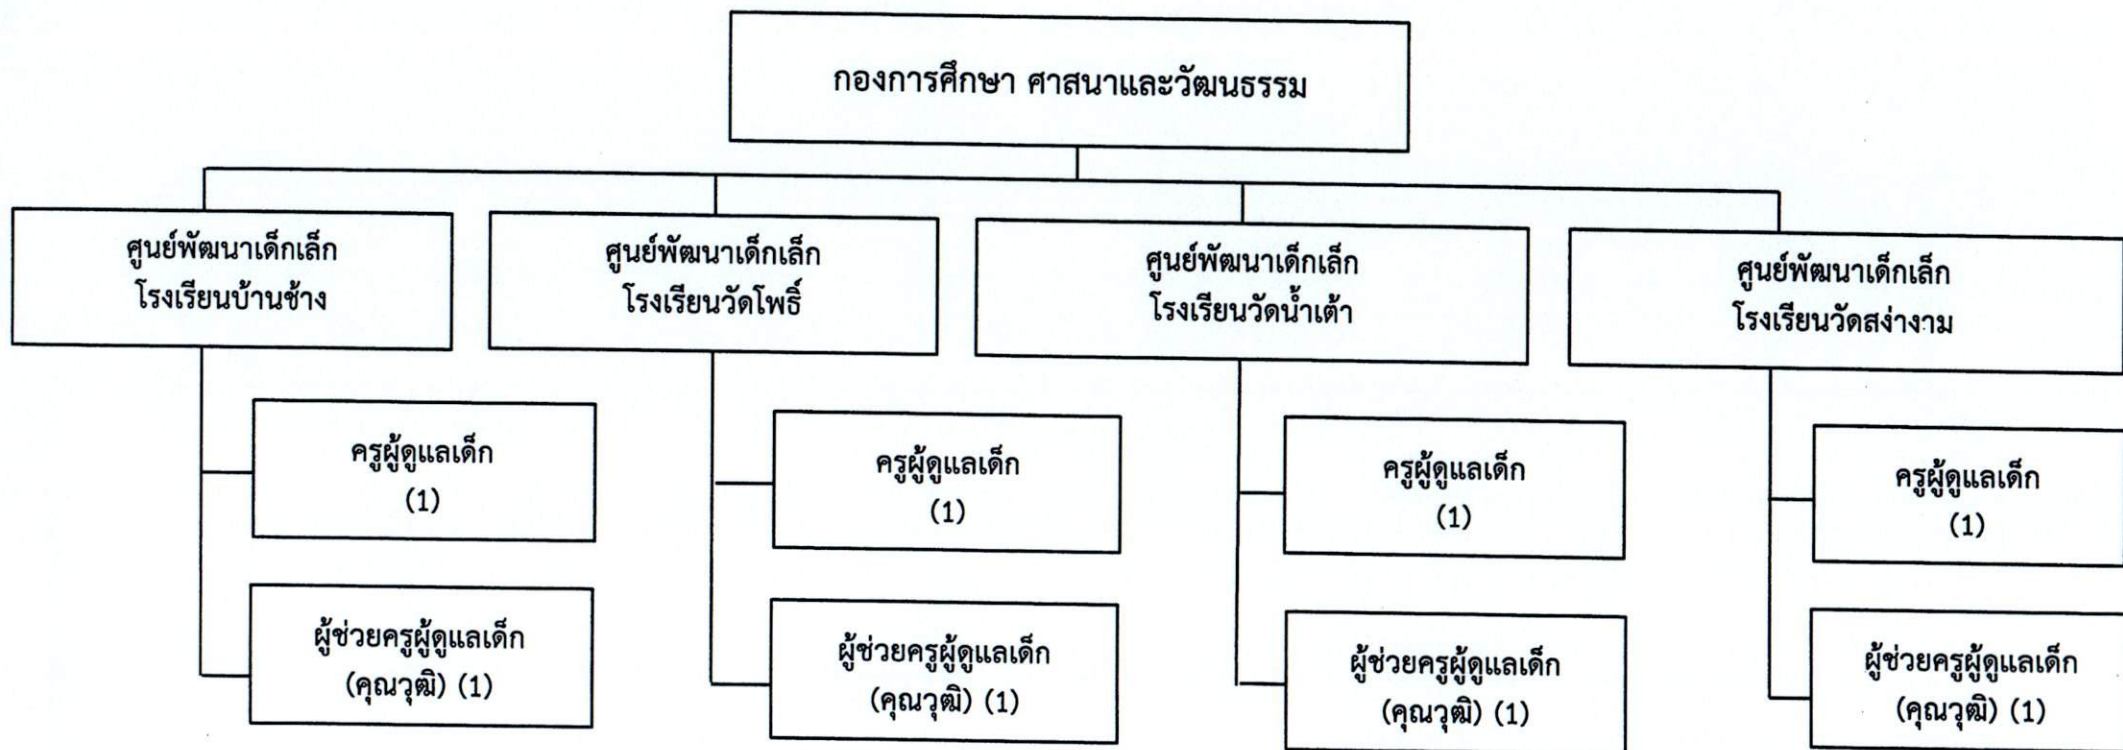 กองการศึกษา ศาสนาและวัฒนธรรม
ศูนย์พัฒนาเด็กเล็ก
โรงเรียนบ้านช้าง
ศูนย์พัฒนาเด็กเล็ก
โรงเรียนวัดโพธิ์
ศูนย์พัฒนาเด็กเล็ก
โรงเรียนวัดน้ำเต้า
ศูนย์พัฒนาเด็กเล็ก
โรงเรียนวัดสง่างาม
ครูผู้ดูแลเด็ก
(1)
ครูผู้ดูแลเด็ก
(1)
ครูผู้ดูแลเด็ก
(1)
ครูผู้ดูแลเด็ก
(1)
ผู้ช่วยครูผู้ดูแลเด็ก
(คุณวุฒิ) (1)
ผู้ช่วยครูผู้ดูแลเด็ก
(คุณวุฒิ) (1)
ผู้ช่วยครูผู้ดูแลเด็ก
(คุณวุฒิ) (1)
ผู้ช่วยครูผู้ดูแลเด็ก
(คุณวุฒิ) (1)